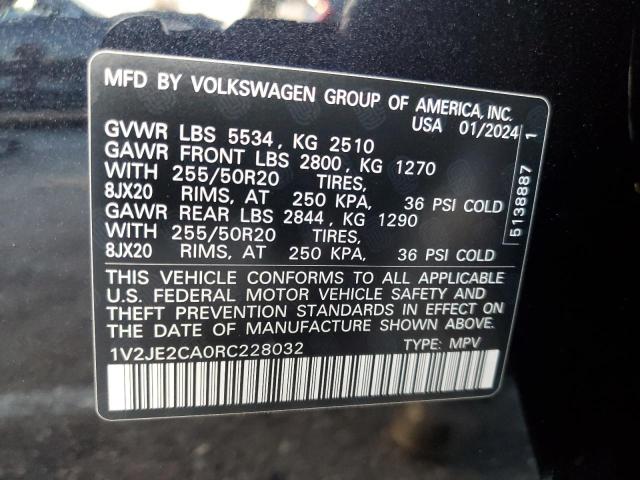 MFD BY VOLKSWAGEN GROUP OF AMERICA, INC.
USA 01/2024
GVWR LBS 5534, KG 2510
GAWR FRONT LBS 2800, KG 1270
WITH 255/50R20 TIRES,
8JX20 RIMS, AT 250 KPA, 36 PSI COLD
GAWR REAR LBS 2844, KG 1290
WITH 255/50R20 TIRES,
8JX20 RIMS, AT 250 KPA, 36 PSI COLD
THIS VEHICLE CONFORMS TO ALL APPLICABLE
U.S. FEDERAL MOTOR VEHICLE SAFETY AND
THEFT PREVENTION STANDARDS IN EFFECT ON
THE DATE OF MANUFACTURE SHOWN ABOVE.
1V2JE2CA0RC228032 TYPE: MPV
5138887 1